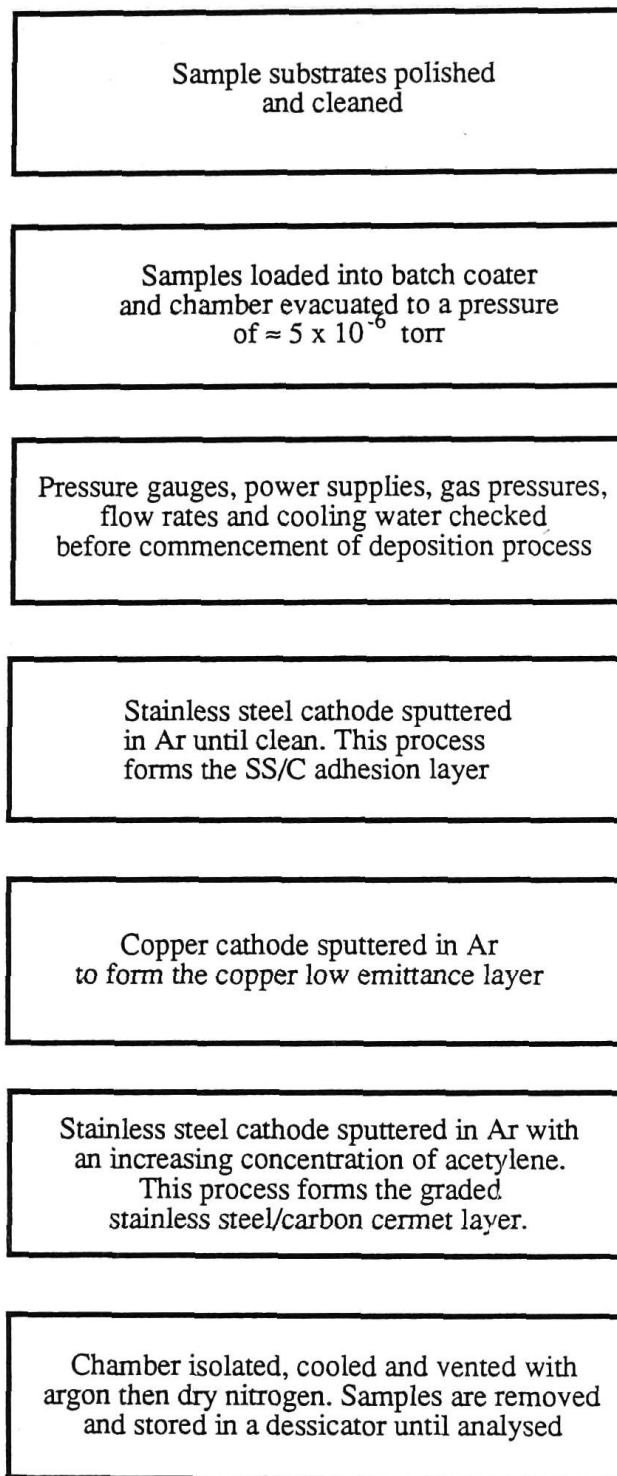 Sample substrates polished
and cleaned
Samples loaded into batch coater
and chamber evacuated to a pressure
of ≈ 5 x 10⁻⁶ torr
Pressure gauges, power supplies, gas pressures,
flow rates and cooling water checked
before commencement of deposition process
Stainless steel cathode sputtered
in Ar until clean. This process
forms the SS/C adhesion layer
Copper cathode sputtered in Ar
to form the copper low emittance layer
Stainless steel cathode sputtered in Ar with
an increasing concentration of acetylene.
This process forms the graded
stainless steel/carbon cermet layer.
Chamber isolated, cooled and vented with
argon then dry nitrogen. Samples are removed
and stored in a dessicator until analysed